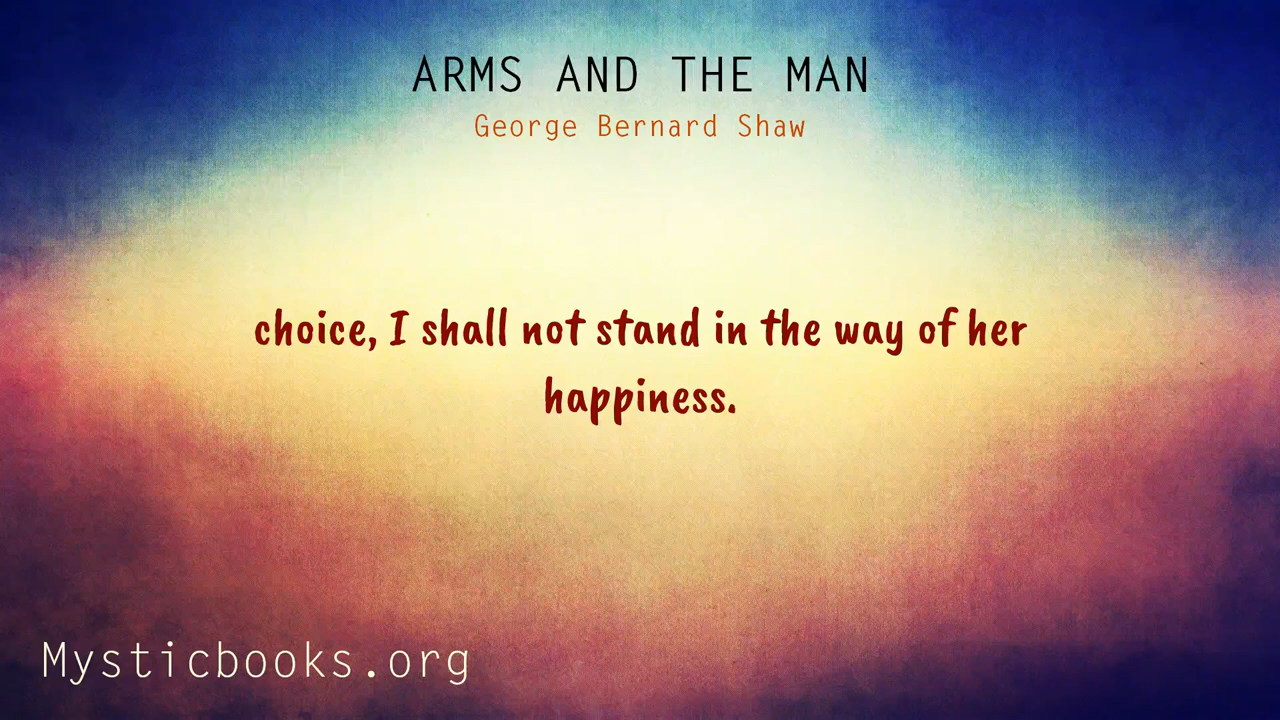 ARMS AND THE MAN
George Bernard Shaw
choice, I shall not stand in the way of her
happiness.
Mysticbooks.org